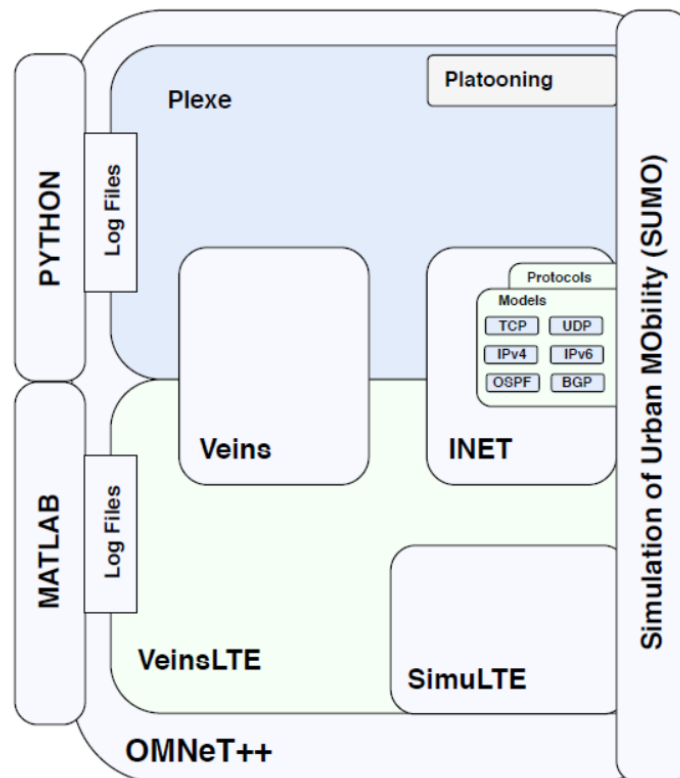 PYTHON
Log Files
Plexe
Platooning
Protocols
Models
TCP
UDP
IPv4
IPv6
OSPF
BGP
Veins
INET
MATLAB
Log Files
VeinsLTE
SimuLTE
OMNeT++
Simulation of Urban MObility (SUMO)